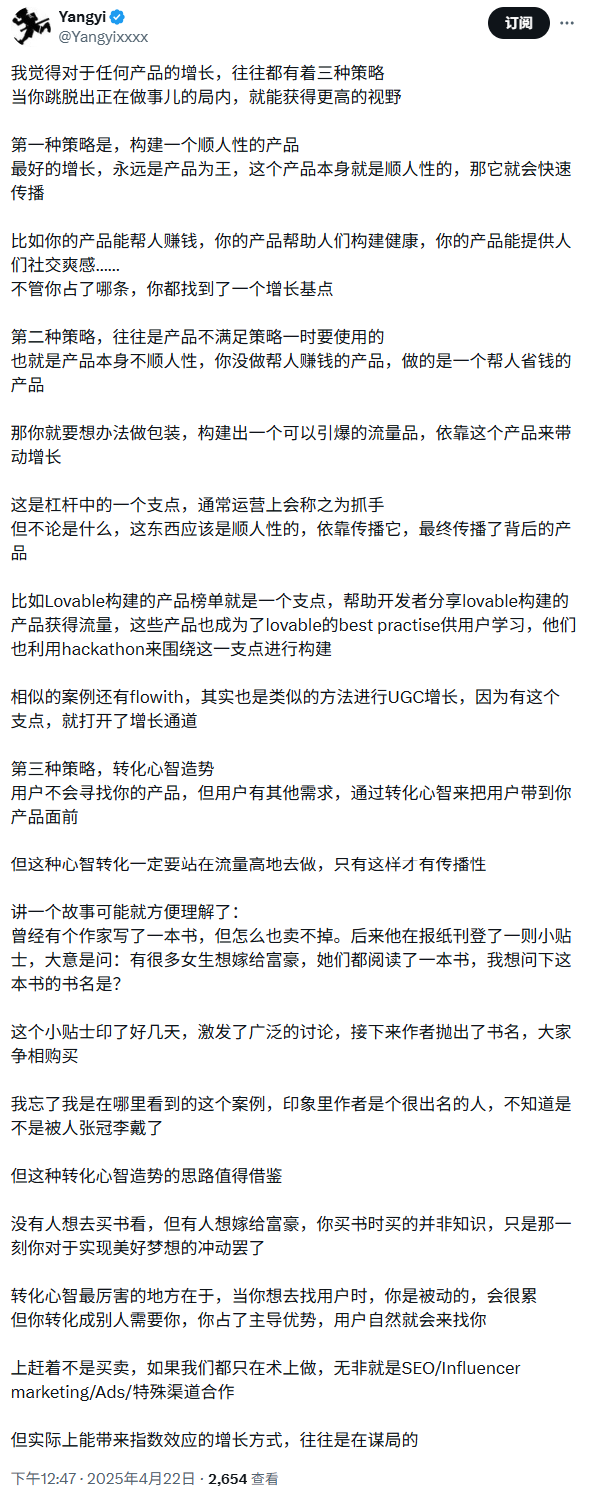 Yangyi
@Yangyixxxx
订阅
我觉得对于任何产品的增长，往往都有着三种策略
当你跳脱出正在做事儿的局内，就能获得更高的视野
第一种策略是，构建一个顺人性的产品
最好的增长，永远是产品为王，这个产品本身就是顺人性的，那它就会快速
传播
比如你的产品能帮人赚钱，你的产品帮助人们构建健康，你的产品能提供人
们社交爽感......
不管你占了哪条，你都找到了一个增长基点
第二种策略，往往是产品不满足策略一时要使用的
也就是产品本身不顺人性，你没做帮人赚钱的产品，做的是一个帮人省钱的
产品
那你就要想办法做包装，构建出一个可以引爆的流量品，依靠这个产品来带
动增长
这是杠杆中的一个支点，通常运营上会称之为抓手
但不论是什么，这东西应该是顺人性的，依靠传播它，最终传播了背后的产
品
比如Lovable构建的产品榜单就是一个支点，帮助开发者分享lovable构建的
产品获得流量，这些产品也成为了lovable的best practise供用户学习，他们
也利用hackathon来围绕这一支点进行构建
相似的案例还有flowith，其实也是类似的方法进行UGC增长，因为有这个
支点，就打开了增长通道
第三种策略，转化心智造势
用户不会寻找你的产品，但用户有其他需求，通过转化心智来把用户带到你
产品面前
但这种心智转化一定要站在流量高地去做，只有这样才有传播性
讲一个故事可能就方便理解了：
曾经有个作家写了一本书，但怎么也卖不掉。后来他在报纸刊登了一则小贴
士，大意是问：有很多女生想嫁给富豪，她们都阅读了一本书，我想问下这
本书的书名是？
这个小贴士印了好几天，激发了广泛的讨论，接下来作者抛出了书名，大家
争相购买
我忘了我是在哪里看到的这个案例，印象里作者是个很出名的人，不知道是
不是被人张冠李戴了
但这种转化心智造势的思路值得借鉴
没有人想去买书看，但有人想嫁给富豪，你买书时买的并非知识，只是那一
刻你对于实现美好梦想的冲动罢了
转化心智最厉害的地方在于，当你想去找用户时，你是被动的，会很累
但你转化成别人需要你，你占了主导优势，用户自然就会来找你
上赶着不是买卖，如果我们都只在术上做，无非就是SEO/Influencer
marketing/Ads/特殊渠道合作
但实际上能带来指数效应的增长方式，往往是在谋局的
下午12:47 · 2025年4月22日 · 2,654 查看